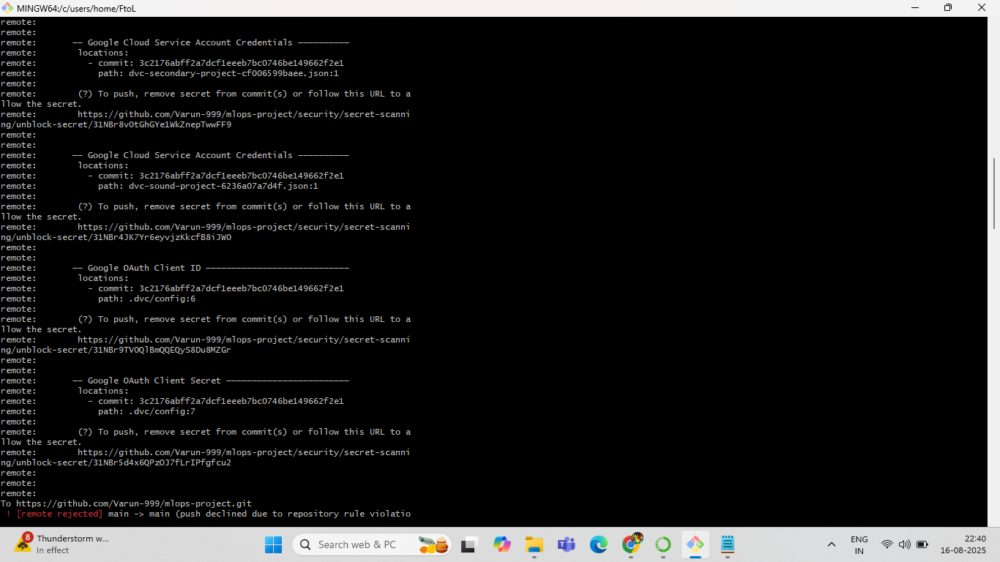 MINGW64:/c/users/home/FtoL
remote:
remote:
remote:       —— Google Cloud Service Account Credentials ——————————
remote:        locations:
remote:          - commit: 3c2176abff2a7dcf1eeeb7bc0746be149662f2e1
remote:            path: dvc-secondary-project-cf006599baee.json:1
remote:
remote:        (?) To push, remove secret from commit(s) or follow this URL to a
llow the secret.
remote:        https://github.com/Varun-999/mlops-project/security/secret-scanni
ng/unblock-secret/31NBr8vOtGhGYe1WkZnepTwwFF9
remote:
remote:
remote:       —— Google Cloud Service Account Credentials ——————————
remote:        locations:
remote:          - commit: 3c2176abff2a7dcf1eeeb7bc0746be149662f2e1
remote:            path: dvc-sound-project-6236a07a7d4f.json:1
remote:
remote:        (?) To push, remove secret from commit(s) or follow this URL to a
llow the secret.
remote:        https://github.com/Varun-999/mlops-project/security/secret-scanni
ng/unblock-secret/31NBr4JK7Yr6eyvjzKkcfB8iJWO
remote:
remote:
remote:       —— Google OAuth Client ID ————————————————————————————
remote:        locations:
remote:          - commit: 3c2176abff2a7dcf1eeeb7bc0746be149662f2e1
remote:            path: .dvc/config:6
remote:
remote:        (?) To push, remove secret from commit(s) or follow this URL to a
llow the secret.
remote:        https://github.com/Varun-999/mlops-project/security/secret-scanni
ng/unblock-secret/31NBr9TVOQlBmQQEQyS8Du8MZGr
remote:
remote:
remote:       —— Google OAuth Client Secret ————————————————————————
remote:        locations:
remote:          - commit: 3c2176abff2a7dcf1eeeb7bc0746be149662f2e1
remote:            path: .dvc/config:7
remote:
remote:        (?) To push, remove secret from commit(s) or follow this URL to a
llow the secret.
remote:        https://github.com/Varun-999/mlops-project/security/secret-scanni
ng/unblock-secret/31NBr5d4x6QPzOJ7fLrIPfgfcu2
remote:
remote:
remote:
To https://github.com/Varun-999/mlops-project.git
 ! [remote rejected] main -> main (push declined due to repository rule violatio
8
Thunderstorm w...
In effect
Search web & PC
ENG
IN
22:40
16-08-2025